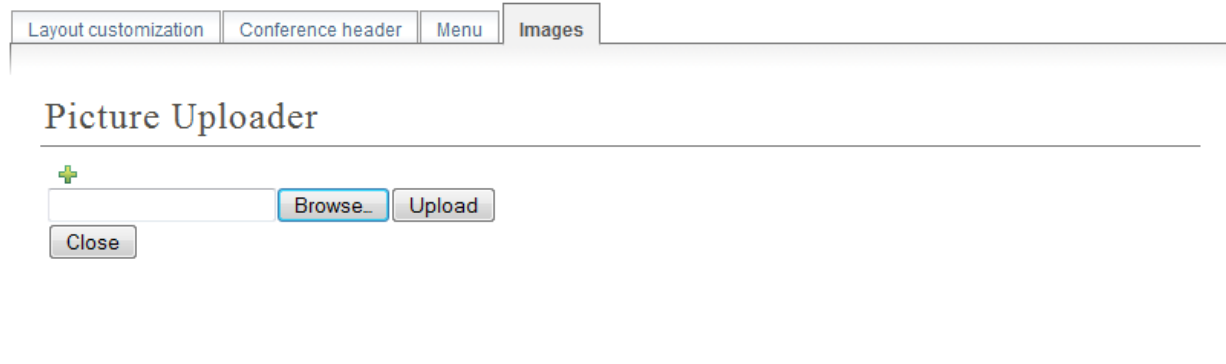 Layout customization Conference header Menu Images
Picture Uploader
Browse... Upload
Close